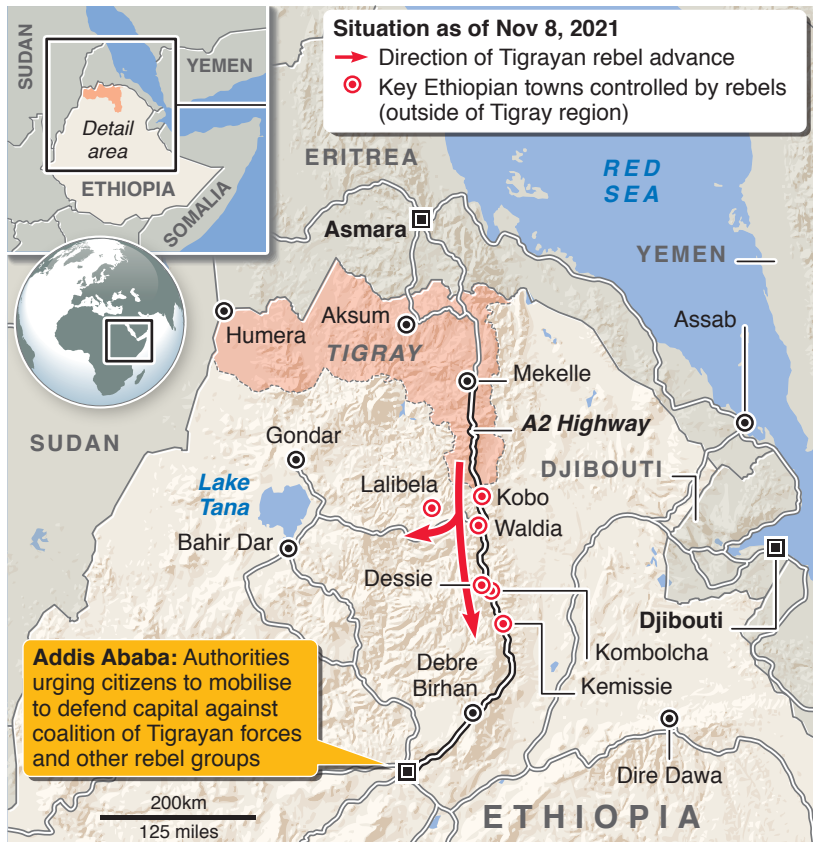 Situation as of Nov 8, 2021
Direction of Tigrayan rebel advance
Key Ethiopian towns controlled by rebels
(outside of Tigray region)
SUDAN
YEMEN
Detail
area
ETHIOPIA
SOMALIA
ERITREA
RED
SEA
Asmara
YEMEN
Humera
Aksum
TIGRAY
Assab
Mekelle
A2 Highway
SUDAN
Gondar
DJIBOUTI
Lake
Tana
Lalibela
Kobo
Waldia
Bahir Dar
Dessie
Djibouti
Kombolcha
Kemissie
Addis Ababa: Authorities
urging citizens to mobilise
to defend capital against
coalition of Tigrayan forces
and other rebel groups
Debre
Birhan
Dire Dawa
200km
125 miles
ETHIOPIA